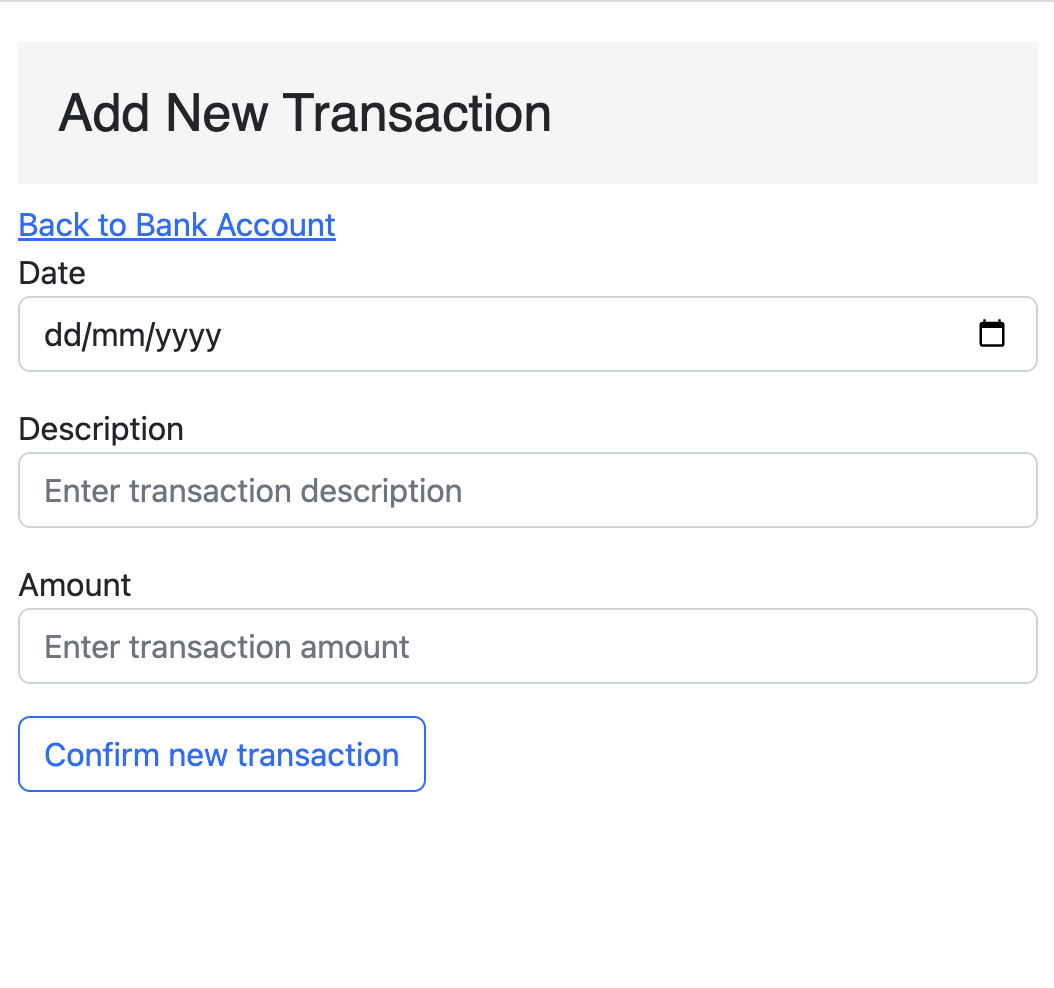 Add New Transaction
Back to Bank Account
Date
dd/mm/yyyy
Description
Enter transaction description
Amount
Enter transaction amount
Confirm new transaction